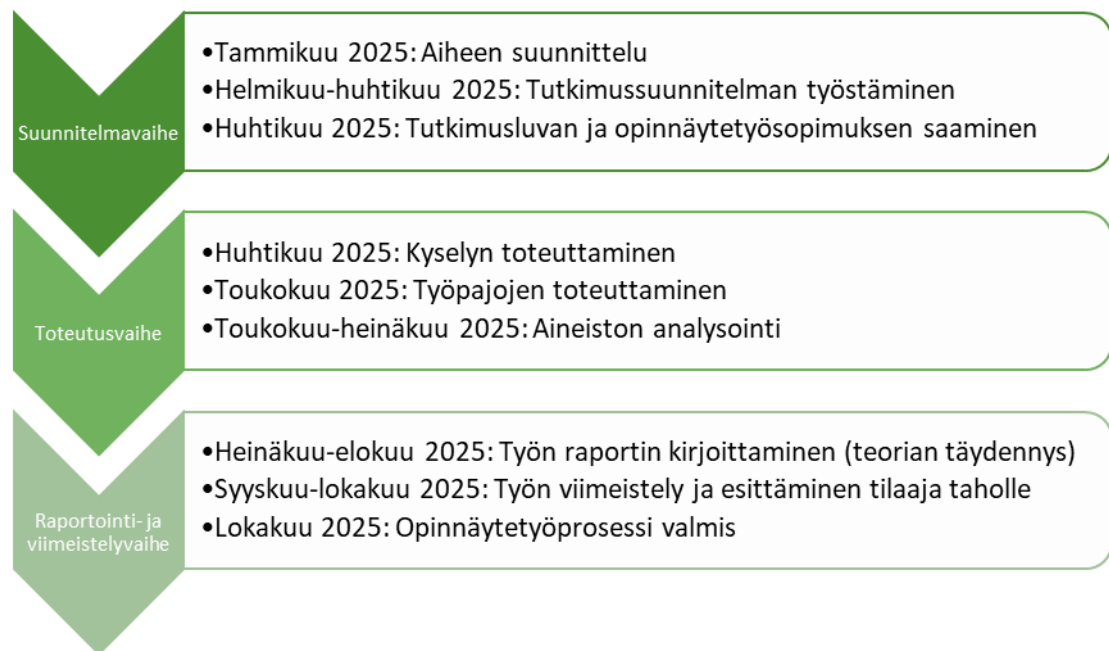 Suunnitelmavaihe
•Tammikuu 2025: Aiheen suunnittelu
•Helmikuu-huhtikuu 2025: Tutkimussuunnitelman työstäminen
•Huhtikuu 2025: Tutkimusluvan ja opinnäytetyösopimuksen saaminen
Toteutusvaihe
•Huhtikuu 2025: Kyselyn toteuttaminen
•Toukokuu 2025: Työpajojen toteuttaminen
•Toukokuu-heinäkuu 2025: Aineiston analysointi
Raportointi- ja
viimeistelyvaihe
•Heinäkuu-elokuu 2025: Työn raportin kirjoittaminen (teorian täydennys)
•Syyskuu-lokakuu 2025: Työn viimeistely ja esittäminen tilaaja taholle
•Lokakuu 2025: Opinnäytetyöprosessi valmis